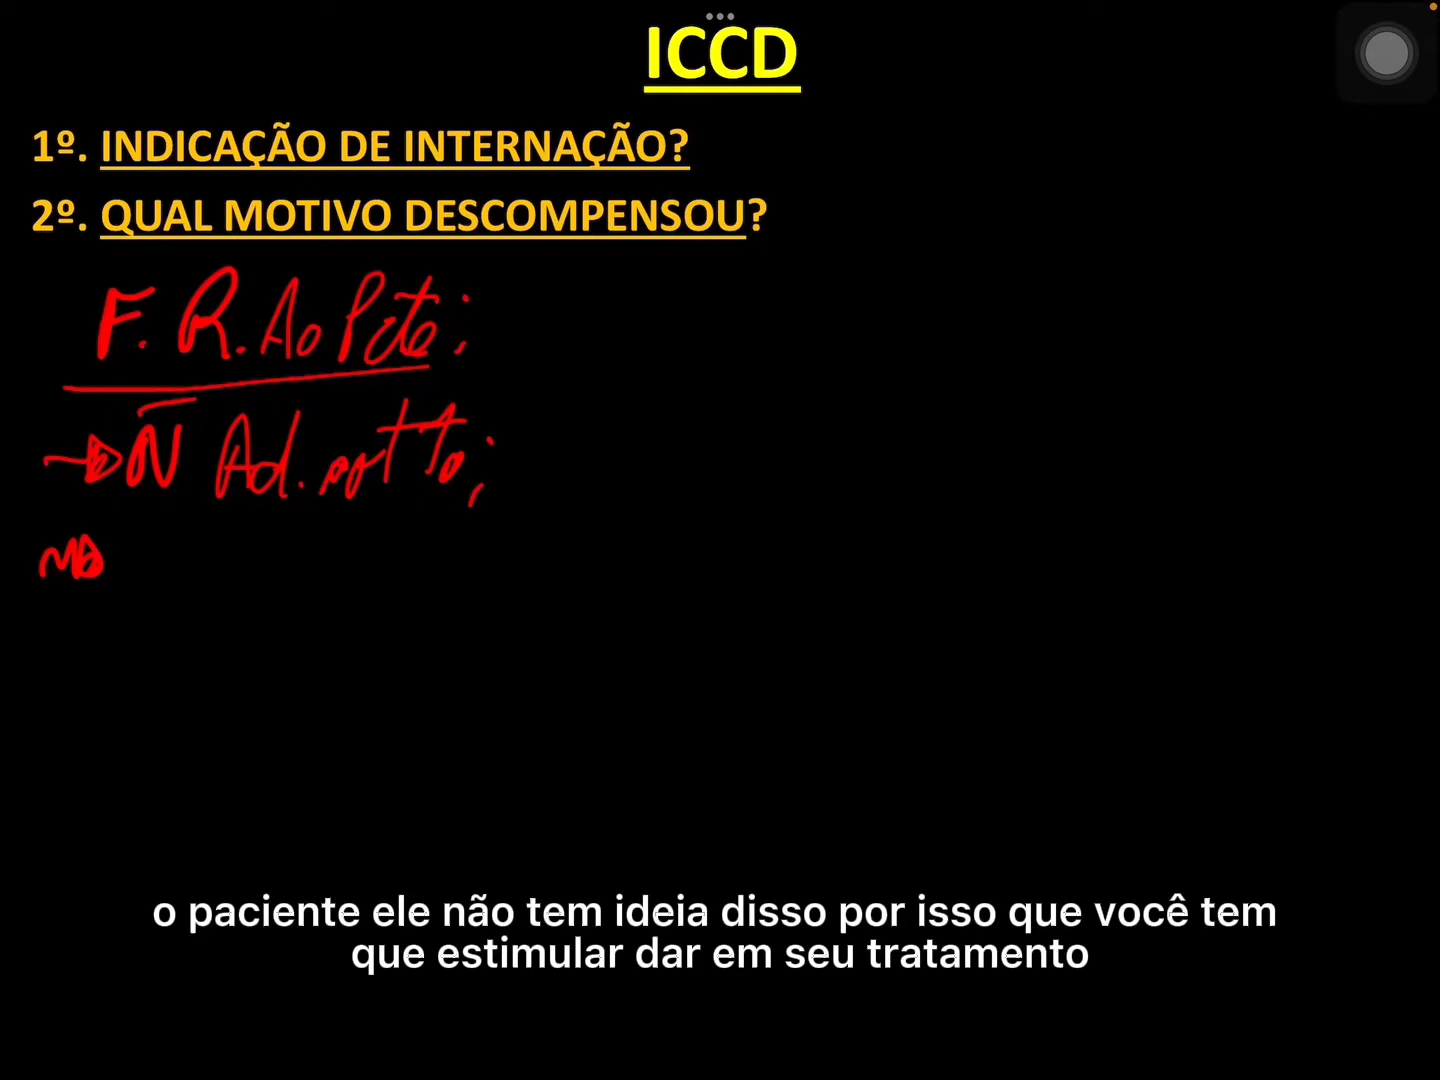 ICCD
1º. INDICAÇÃO DE INTERNAÇÃO?
2º. QUAL MOTIVO DESCOMPENSOU?
F. R. Ao Pcte:
Ñ Ad. tto;
o paciente ele não tem ideia disso por isso que você tem
que estimular dar em seu tratamento